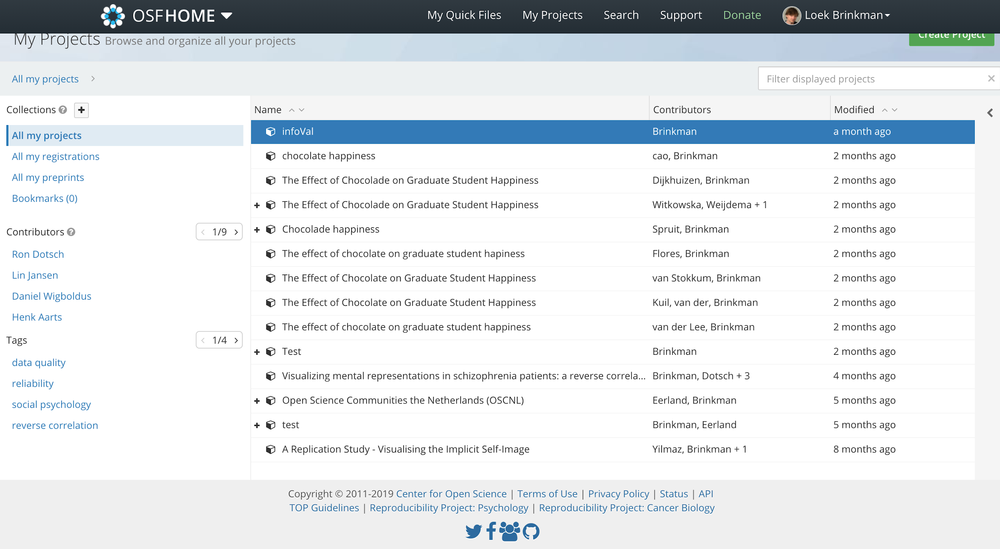 OSFHOME
My Quick Files
My Projects
Search
Support
Donate
Loek Brinkman
My Projects Browse and organize all your projects
Create Project
All my projects
Filter displayed projects
Collections
All my projects
All my registrations
All my preprints
Bookmarks (0)
Contributors 1/9
Ron Dotsch
Lin Jansen
Daniel Wigboldus
Henk Aarts
Tags 1/4
data quality
reliability
social psychology
reverse correlation
Name Contributors Modified
infoVal Brinkman a month ago
chocolate happiness cao, Brinkman 2 months ago
The Effect of Chocolade on Graduate Student Happiness Dijkhuizen, Brinkman 2 months ago
The Effect of Chocolade on Graduate Student Happiness Witkowska, Weijdema + 1 2 months ago
Chocolade happiness Spruit, Brinkman 2 months ago
The effect of chocolate on graduate student hapiness Flores, Brinkman 2 months ago
The Effect of Chocolate on Graduate Student Happiness van Stokkum, Brinkman 2 months ago
The Effect of Chocolate on Graduate Student Happiness Kuil, van der, Brinkman 2 months ago
The effect of chocolate on graduate student happiness van der Lee, Brinkman 2 months ago
Test Brinkman 2 months ago
Visualizing mental representations in schizophrenia patients: a reverse correla... Brinkman, Dotsch + 3 4 months ago
Open Science Communities the Netherlands (OSCNL) Eerland, Brinkman 5 months ago
test Brinkman, Eerland 5 months ago
A Replication Study - Visualising the Implicit Self-Image Yilmaz, Brinkman + 1 8 months ago
Copyright © 2011-2019 Center for Open Science | Terms of Use | Privacy Policy | Status | API
TOP Guidelines | Reproducibility Project: Psychology | Reproducibility Project: Cancer Biology